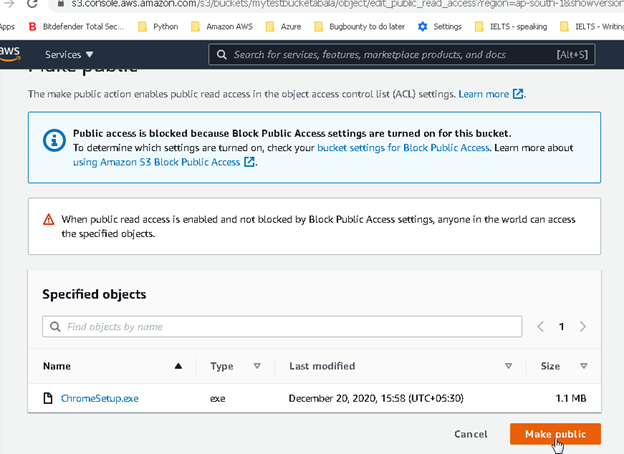 s3.console.aws.amazon.com/s3/buckets/mytestbucketabala/object/edit_public_read_access?region=ap-south-1&showversion
Apps B Bitdefender Total Sec... Python Amazon AWS Azure Bugbounty to do later Settings IELTS - speaking IELTS - Writing
aws Services Search for services, features, marketplace products, and docs [Alt+S]
Make public
The make public action enables public read access in the object access control list (ACL) settings. Learn more
Public access is blocked because Block Public Access settings are turned on for this bucket.
To determine which settings are turned on, check your bucket settings for Block Public Access. Learn more about
using Amazon S3 Block Public Access
When public read access is enabled and not blocked by Block Public Access settings, anyone in the world can access
the specified objects.
Specified objects
Find objects by name 1
Name Type Last modified Size
ChromeSetup.exe exe December 20, 2020, 15:58 (UTC+05:30) 1.1 MB
Cancel Make public